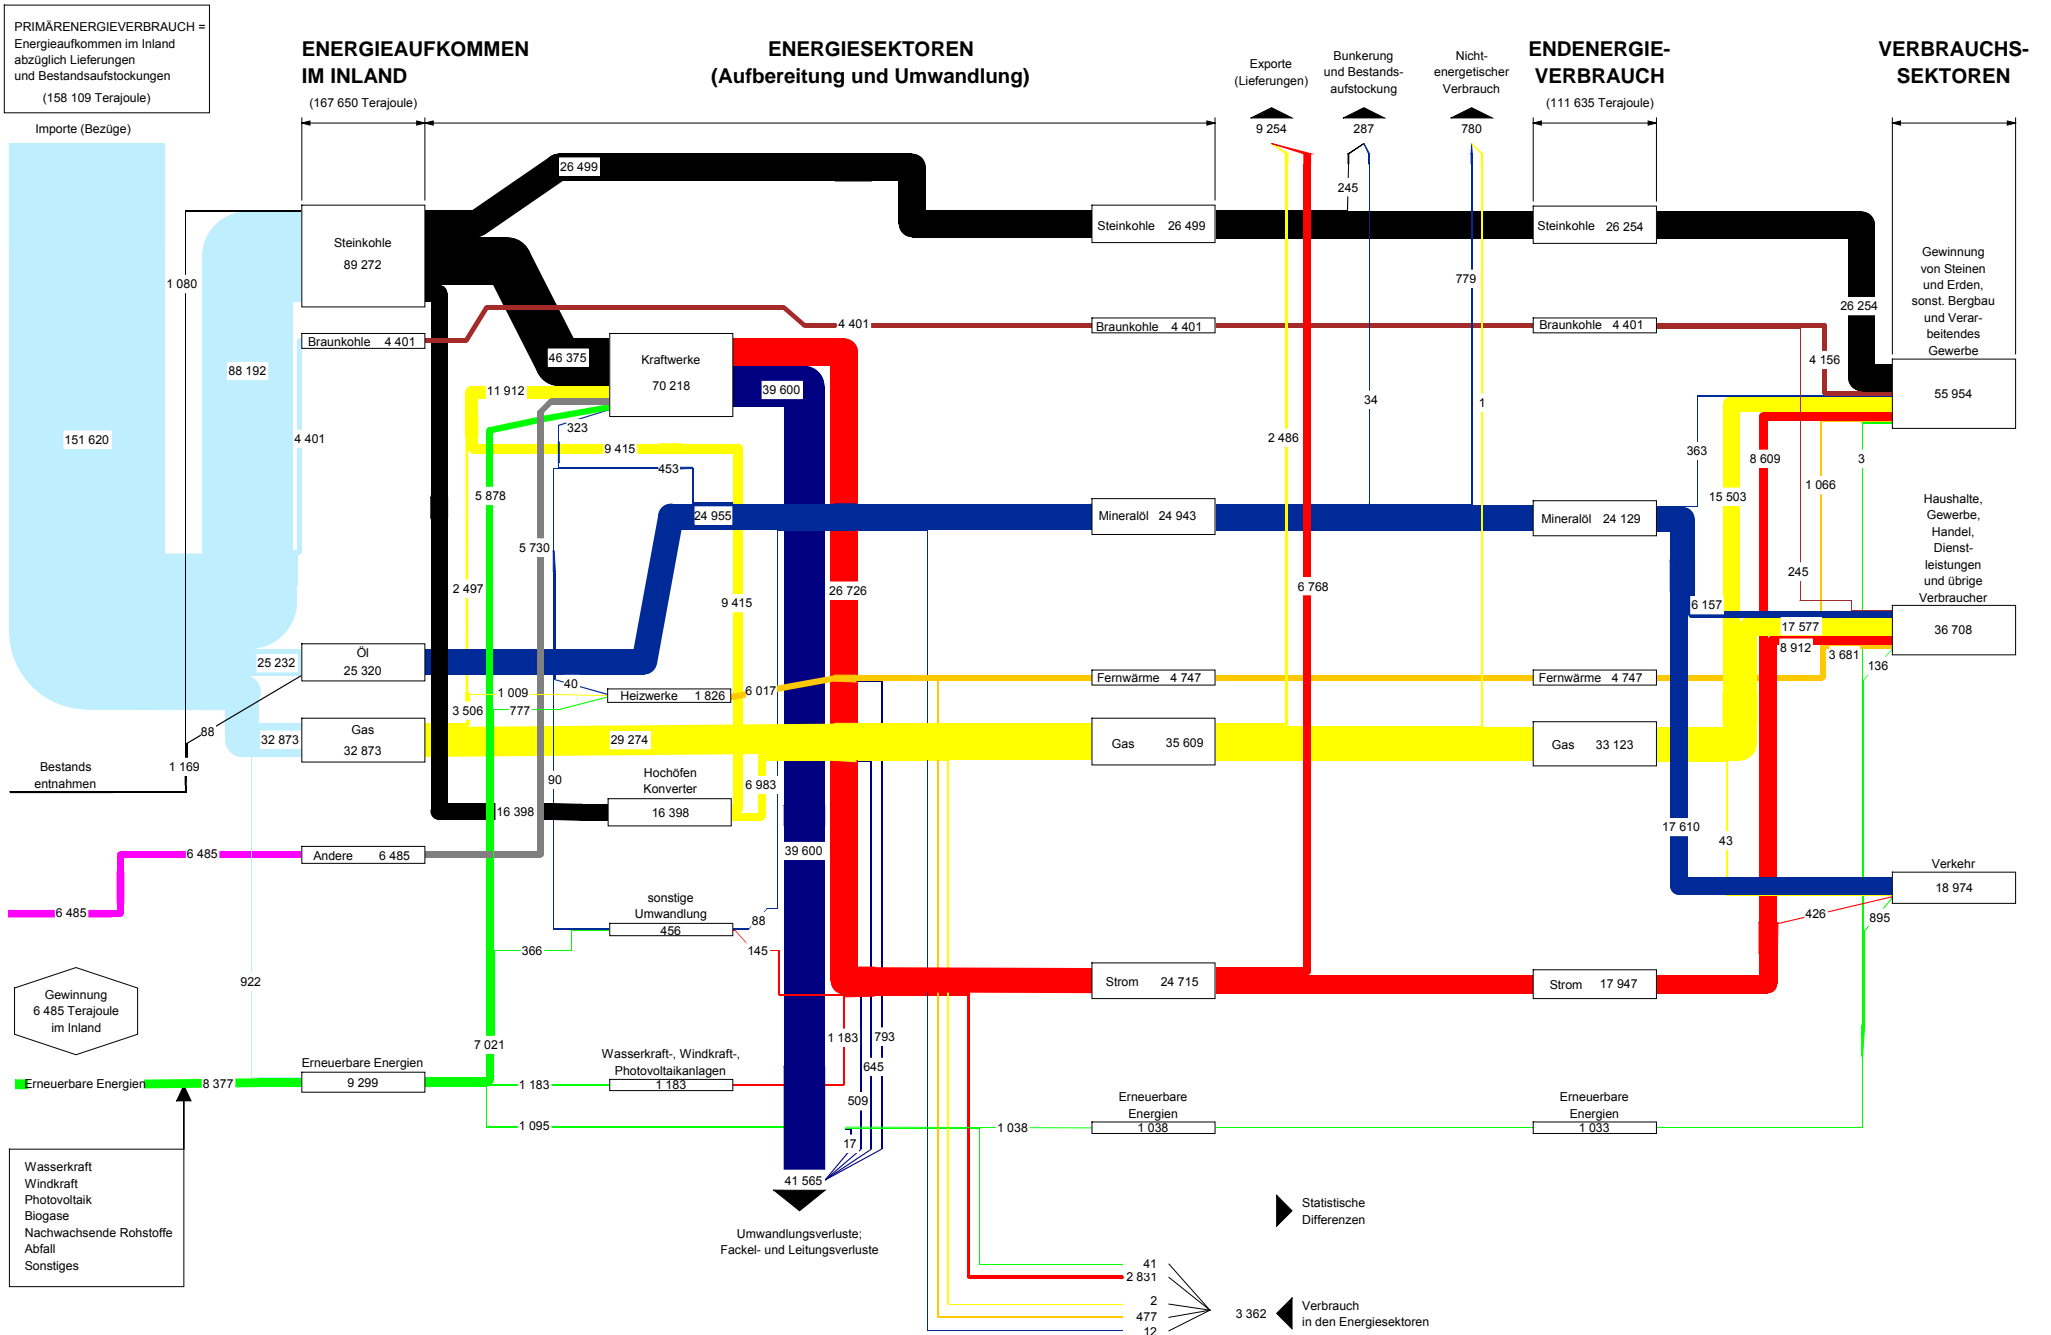 PRIMÄRENERGIEVERBRAUCH =
Energieaufkommen im Inland
abzüglich Lieferungen
und Bestandsaufstockungen
(158 109 Terajoule)
ENERGIEAUFKOMMEN
IM INLAND
(167 650 Terajoule)
ENERGIESEKTOREN
(Aufbereitung und Umwandlung)
Exporte
(Lieferungen)
9 254
Bunkerung
und Bestands-
aufstockung
287
Nicht-
energetischer
Verbrauch
780
ENDENERGIE-
VERBRAUCH
(111 635 Terajoule)
VERBRAUCHS-
SEKTOREN
Importe (Bezüge)
26 499
245
Steinkohle
89 272
Steinkohle 26 499
Steinkohle 26 254
1 080
779
26 254
Gewinnung
von Steinen
und Erden,
sonst. Bergbau
und Verar-
beitendes
Gewerbe
55 954
Braunkohle 4 401
4 401
Braunkohle 4 401
Braunkohle 4 401
88 192
46 375
Kraftwerke
70 218
39 600
4 156
11 912
34
1
323
151 620
4 401
9 415
453
2 486
363
8 609
3
5 878
15 503
1 066
24 955
Mineralöl 24 943
Mineralöl 24 129
Haushalte,
Gewerbe,
Handel,
Dienst-
leistungen
und übrige
Verbraucher
36 708
5 730
2 497
9 415
26 726
6 768
245
6 157
17 577
8 912
3 681
136
25 232
Öl
25 320
40
1 009
3 506
777
Heizwerke 1 826
6 017
Fernwärme 4 747
Fernwärme 4 747
88
32 873
Gas
32 873
29 274
Gas 35 609
Gas 33 123
Bestands
entnahmen
1 169
90
Hochöfen
Konverter
16 398
6 983
16 398
17 610
43
6 485
Andere 6 485
39 600
Verkehr
18 974
6 485
sonstige
Umwandlung
456
88
145
366
426
895
922
Strom 24 715
Strom 17 947
Gewinnung
6 485 Terajoule
im Inland
7 021
1 183
793
645
509
17
Erneuerbare Energien
8 377
Erneuerbare Energien
9 299
1 183
Wasserkraft-, Windkraft-,
Photovoltaikanlagen
1 183
1 095
1 038
Erneuerbare
Energien
1 038
Erneuerbare
Energien
1 033
Wasserkraft
Windkraft
Photovoltaik
Biogase
Nachwachsende Rohstoffe
Abfall
Sonstiges
41 565
Umwandlungsverluste;
Fackel- und Leitungsverluste
Statistische
Differenzen
41
2 831
2
477
12
3 362
Verbrauch
in den Energiesektoren